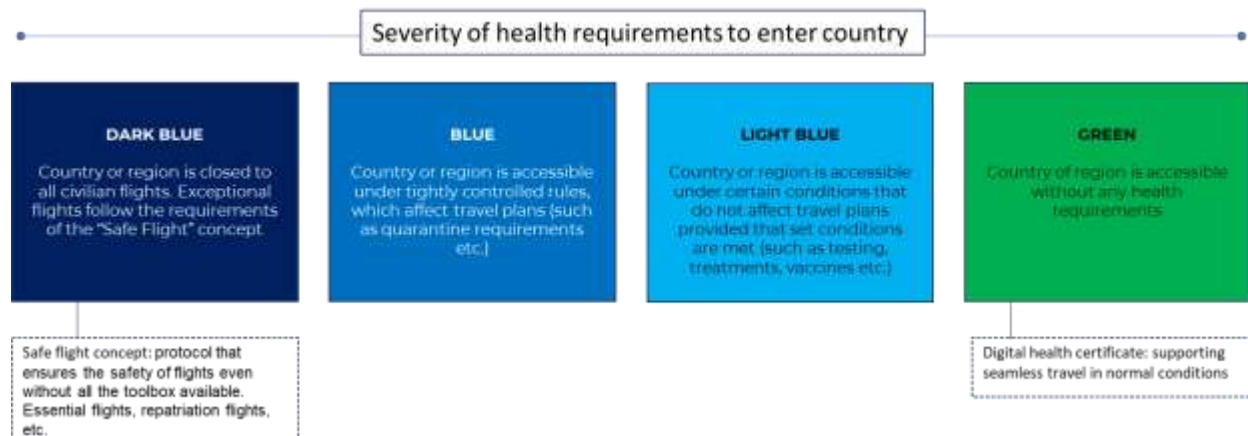 Severity of health requirements to enter country
DARK BLUE
Country or region is closed to
all civilian flights. Exceptional
flights follow the requirements
of the "Safe Flight" concept
BLUE
Country or region is accessible
under tightly controlled rules,
which affect travel plans (such
as quarantine requirements
etc.)
LIGHT BLUE
Country or region is accessible
under certain conditions that
do not affect travel plans
provided that set conditions
are met (such as testing,
treatments, vaccines etc.)
GREEN
Country of region is accessible
without any health
requirements
Safe flight concept: protocol that
ensures the safety of flights even
without all the toolbox available.
Essential flights, repatriation flights,
etc.
Digital health certificate: supporting
seamless travel in normal conditions